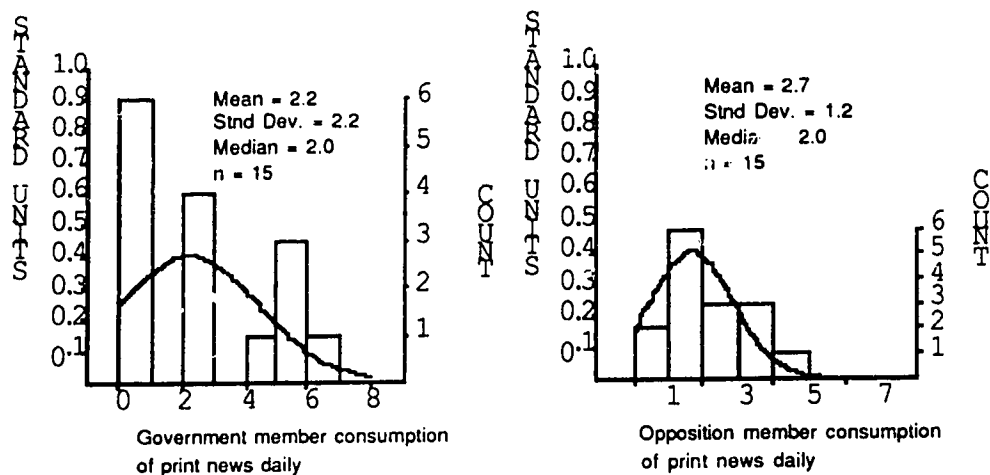 STANDARD UNITS
1.0
0.9
0.8
0.7
0.6
0.5
0.4
0.3
0.2
0.1
Mean = 2.2
Stnd Dev. = 2.2
Median = 2.0
n = 15
6
5
4
3
2
1
COUNT
0 2 4 6 8
Government member consumption
of print news daily
STANDARD UNITS
1.0
0.9
0.8
0.7
0.6
0.5
0.4
0.3
0.2
0.1
Mean = 2.7
Stnd Dev. = 1.2
2.0
= 15
6
5
4
3
2
1
COUNT
1 3 5 7
Opposition member consumption
of print news daily